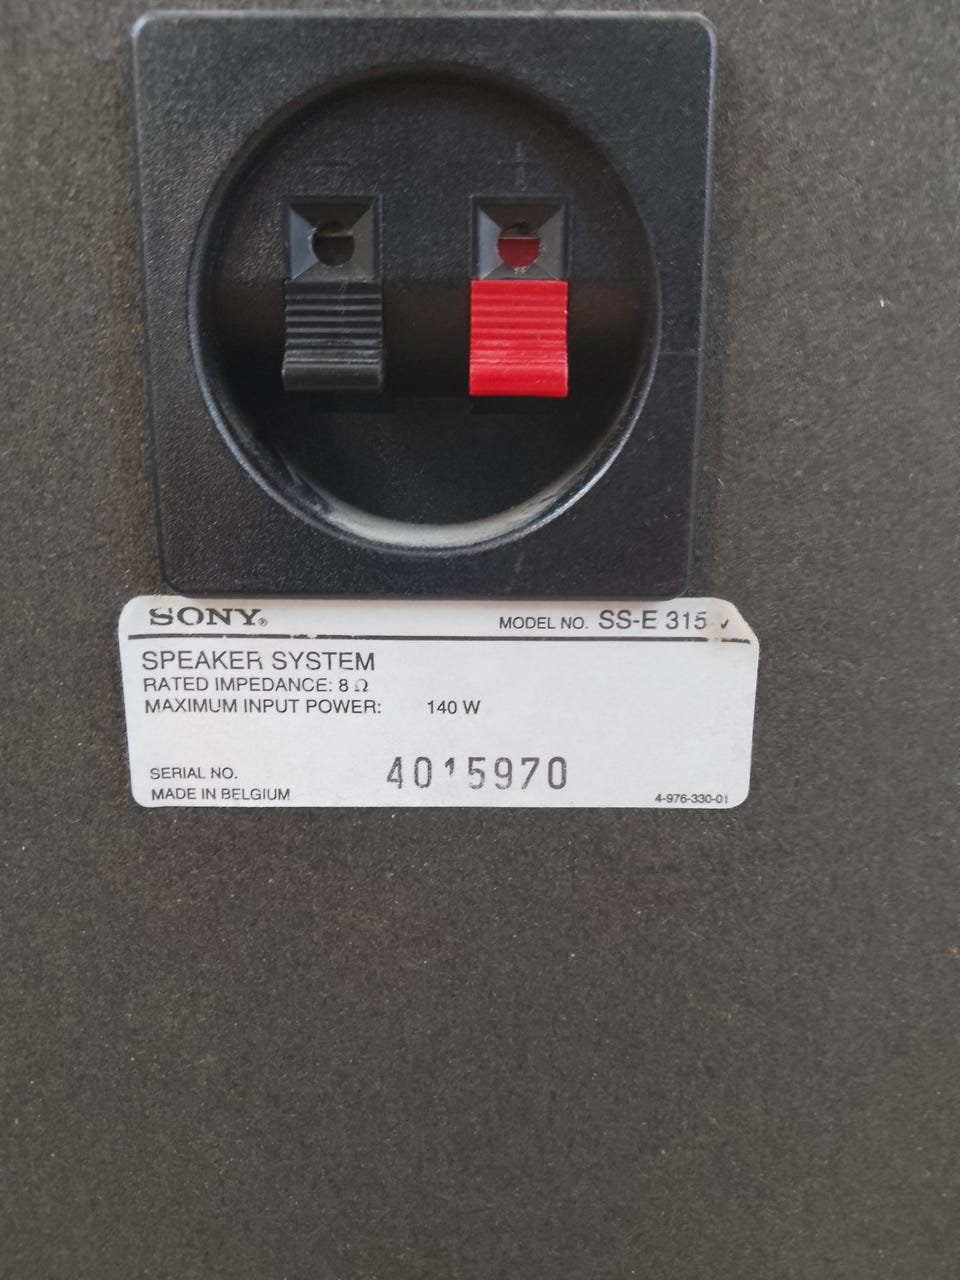 - +
SONY®
MODEL NO. SS-E 315 V
SPEAKER SYSTEM
RATED IMPEDANCE: 8 Ω
MAXIMUM INPUT POWER: 140 W
SERIAL NO. 4015970
MADE IN BELGIUM
4-976-330-01